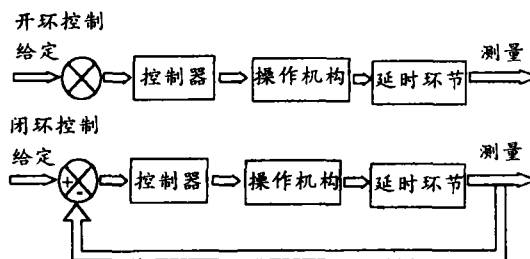 开环控制
给定
控制器
操作机构
延时环节
测量
闭环控制
给定
+
-
控制器
操作机构
延时环节
测量